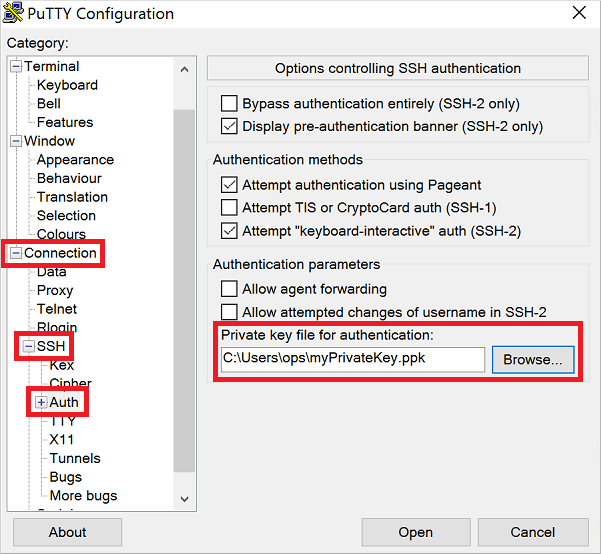 PuTTY Configuration
Category:
Terminal
Keyboard
Bell
Features
Window
Appearance
Behaviour
Translation
Selection
Colours
Connection
Data
Proxy
Telnet
Rlogin
SSH
Kex
Cipher
Auth
TTY
X11
Tunnels
Bugs
More bugs
Options controlling SSH authentication
Bypass authentication entirely (SSH-2 only)
Display pre-authentication banner (SSH-2 only)
Authentication methods
Attempt authentication using Pageant
Attempt TIS or CryptoCard auth (SSH-1)
Attempt "keyboard-interactive" auth (SSH-2)
Authentication parameters
Allow agent forwarding
Allow attempted changes of username in SSH-2
Private key file for authentication:
C:\Users\ops\myPrivateKey.ppk
Browse...
About
Open
Cancel